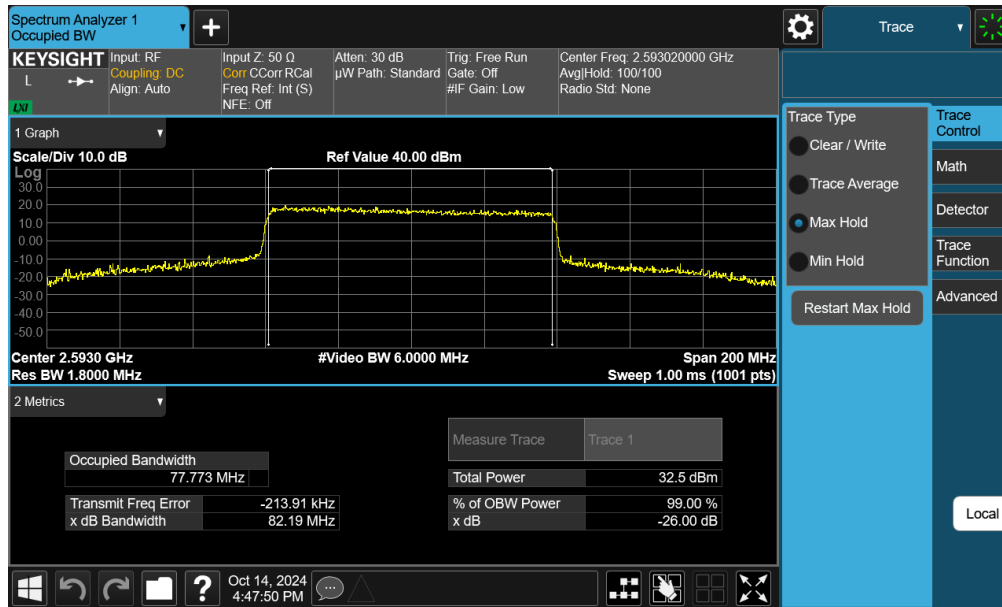 Spectrum Analyzer 1
Occupied BW
+
Trace
KEYSIGHT
L
LXI
Input: RF
Coupling: DC
Align: Auto
Input Z: 50 Ω
Corr CCorr RCal
Freq Ref: Int (S)
NFE: Off
Atten: 30 dB
µW Path: Standard
Trig: Free Run
Gate: Off
#IF Gain: Low
Center Freq: 2.593020000 GHz
Avg|Hold: 100/100
Radio Std: None
1 Graph
Scale/Div 10.0 dB
Ref Value 40.00 dBm
Log
30.0
20.0
10.0
0.00
-10.0
-20.0
-30.0
-40.0
-50.0
Center 2.5930 GHz
#Video BW 6.0000 MHz
Span 200 MHz
Res BW 1.8000 MHz
Sweep 1.00 ms (1001 pts)
2 Metrics
Measure Trace
Trace 1
Occupied Bandwidth
77.773 MHz
Total Power
32.5 dBm
Transmit Freq Error
-213.91 kHz
% of OBW Power
99.00 %
x dB Bandwidth
82.19 MHz
x dB
-26.00 dB
Trace Type
Clear / Write
Trace Average
Max Hold
Min Hold
Restart Max Hold
Trace
Control
Math
Detector
Trace
Function
Advanced
Local
?
Oct 14, 2024
4:47:50 PM